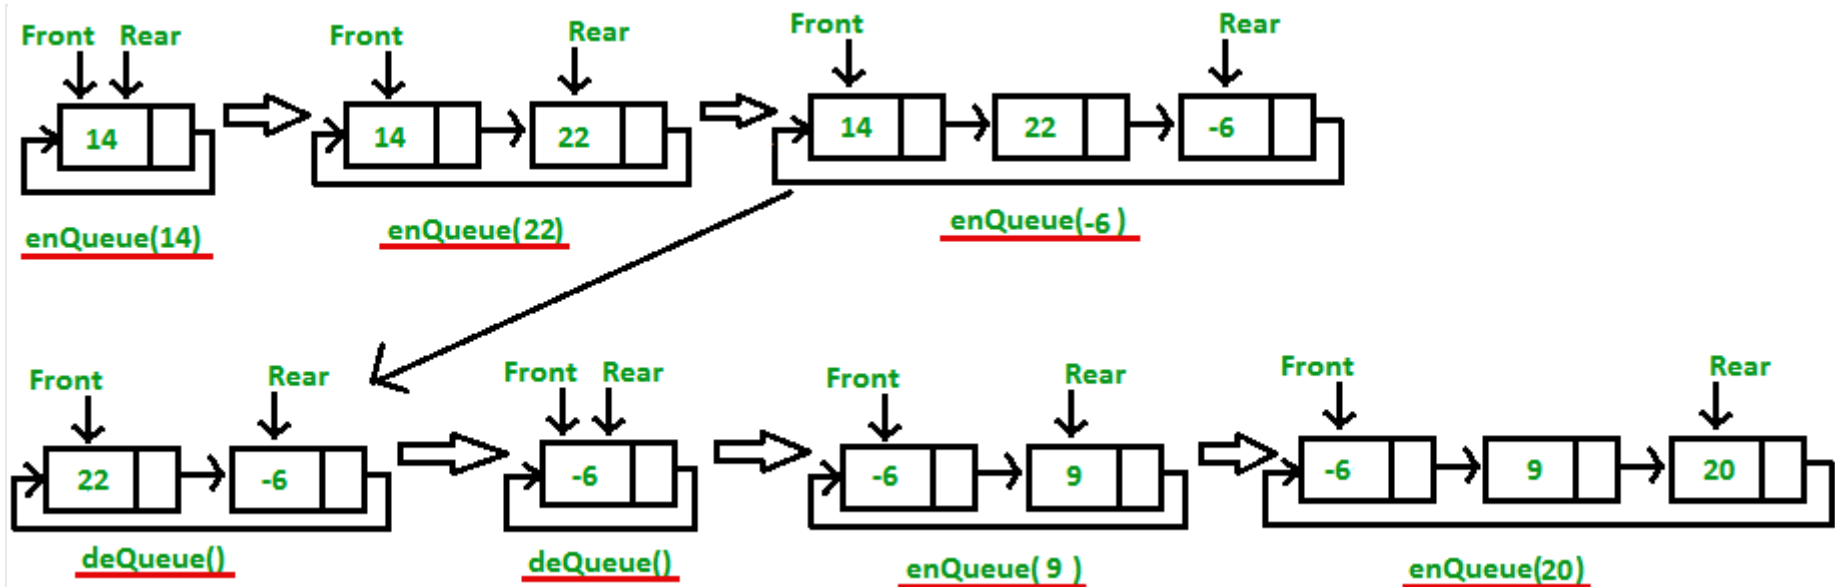 Front Rear Front Rear Front Rear
14 14 22 14 22 -6
enQueue(14) enQueue(22) enQueue(-6 )
Front Rear Front Rear Front Rear Front Rear
22 -6 -6 -6 9 -6 9 20
deQueue() deQueue() enQueue( 9 ) enQueue(20)